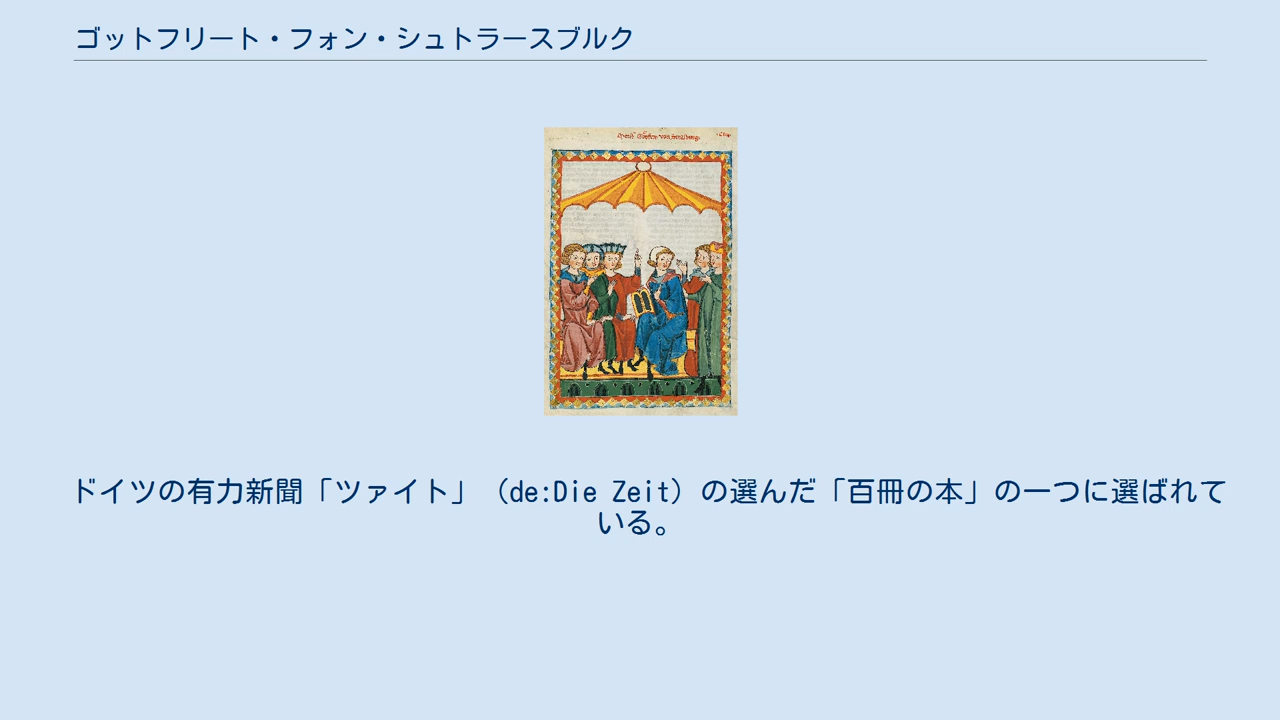 ゴットフリート・フォン・シュトラースブルク
ドイツの有力新聞「ツァイト」（de:Die Zeit）の選んだ「百冊の本」の一つに選ばれて
いる。